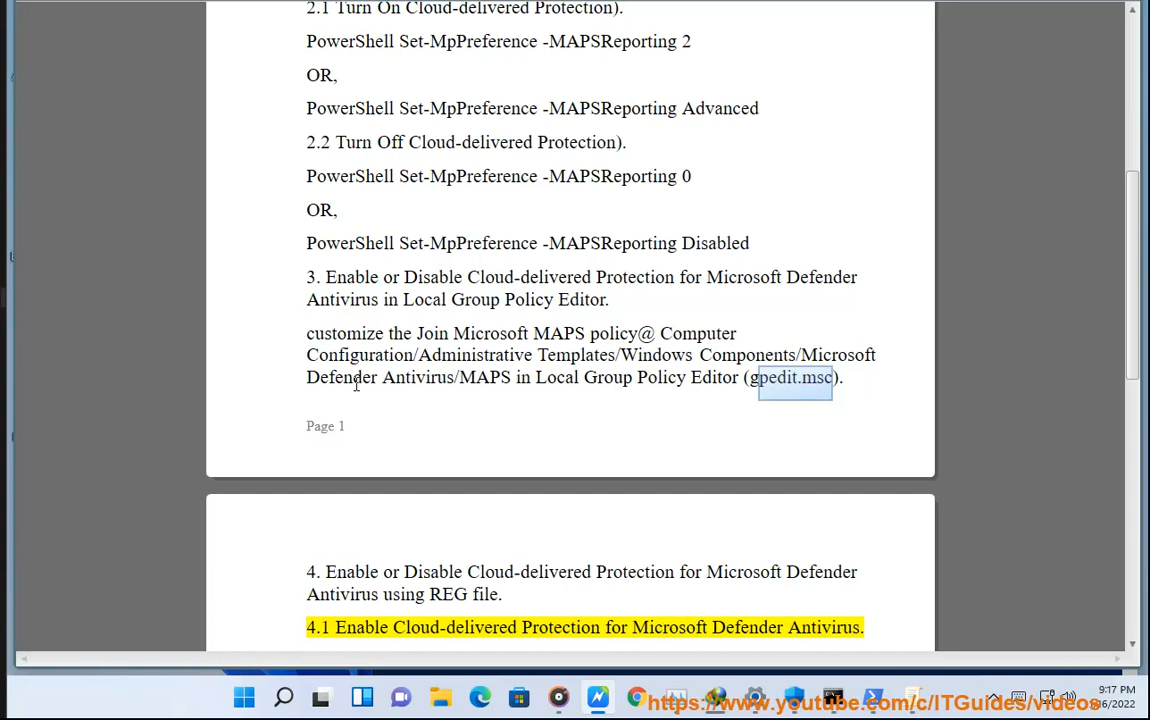 2.1 Turn On Cloud-delivered Protection).
PowerShell Set-MpPreference -MAPSReporting 2
OR,
PowerShell Set-MpPreference -MAPSReporting Advanced
2.2 Turn Off Cloud-delivered Protection).
PowerShell Set-MpPreference -MAPSReporting 0
OR,
PowerShell Set-MpPreference -MAPSReporting Disabled
3. Enable or Disable Cloud-delivered Protection for Microsoft Defender
Antivirus in Local Group Policy Editor.
customize the Join Microsoft MAPS policy@ Computer
Configuration/Administrative Templates/Windows Components/Microsoft
Defender Antivirus/MAPS in Local Group Policy Editor (gpedit.msc).
Page 1
4. Enable or Disable Cloud-delivered Protection for Microsoft Defender
Antivirus using REG file.
4.1 Enable Cloud-delivered Protection for Microsoft Defender Antivirus.
9:17 PM
https://www.youtube.com/c/ITGuides/videos